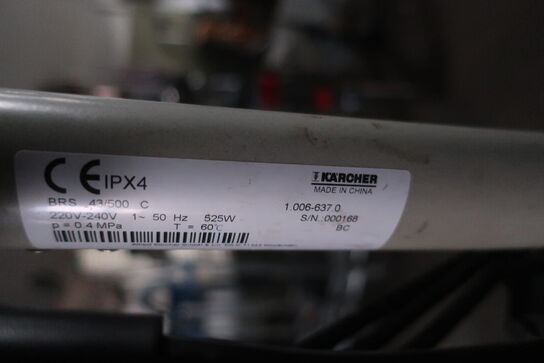 CE IPX4
BRS 43/500 C
220V-240V 1~ 50 Hz 525W
p = 0.4 MPa T = 60℃
KÄRCHER
MADE IN CHINA
1.006-637.0
S/N.:000168
BC